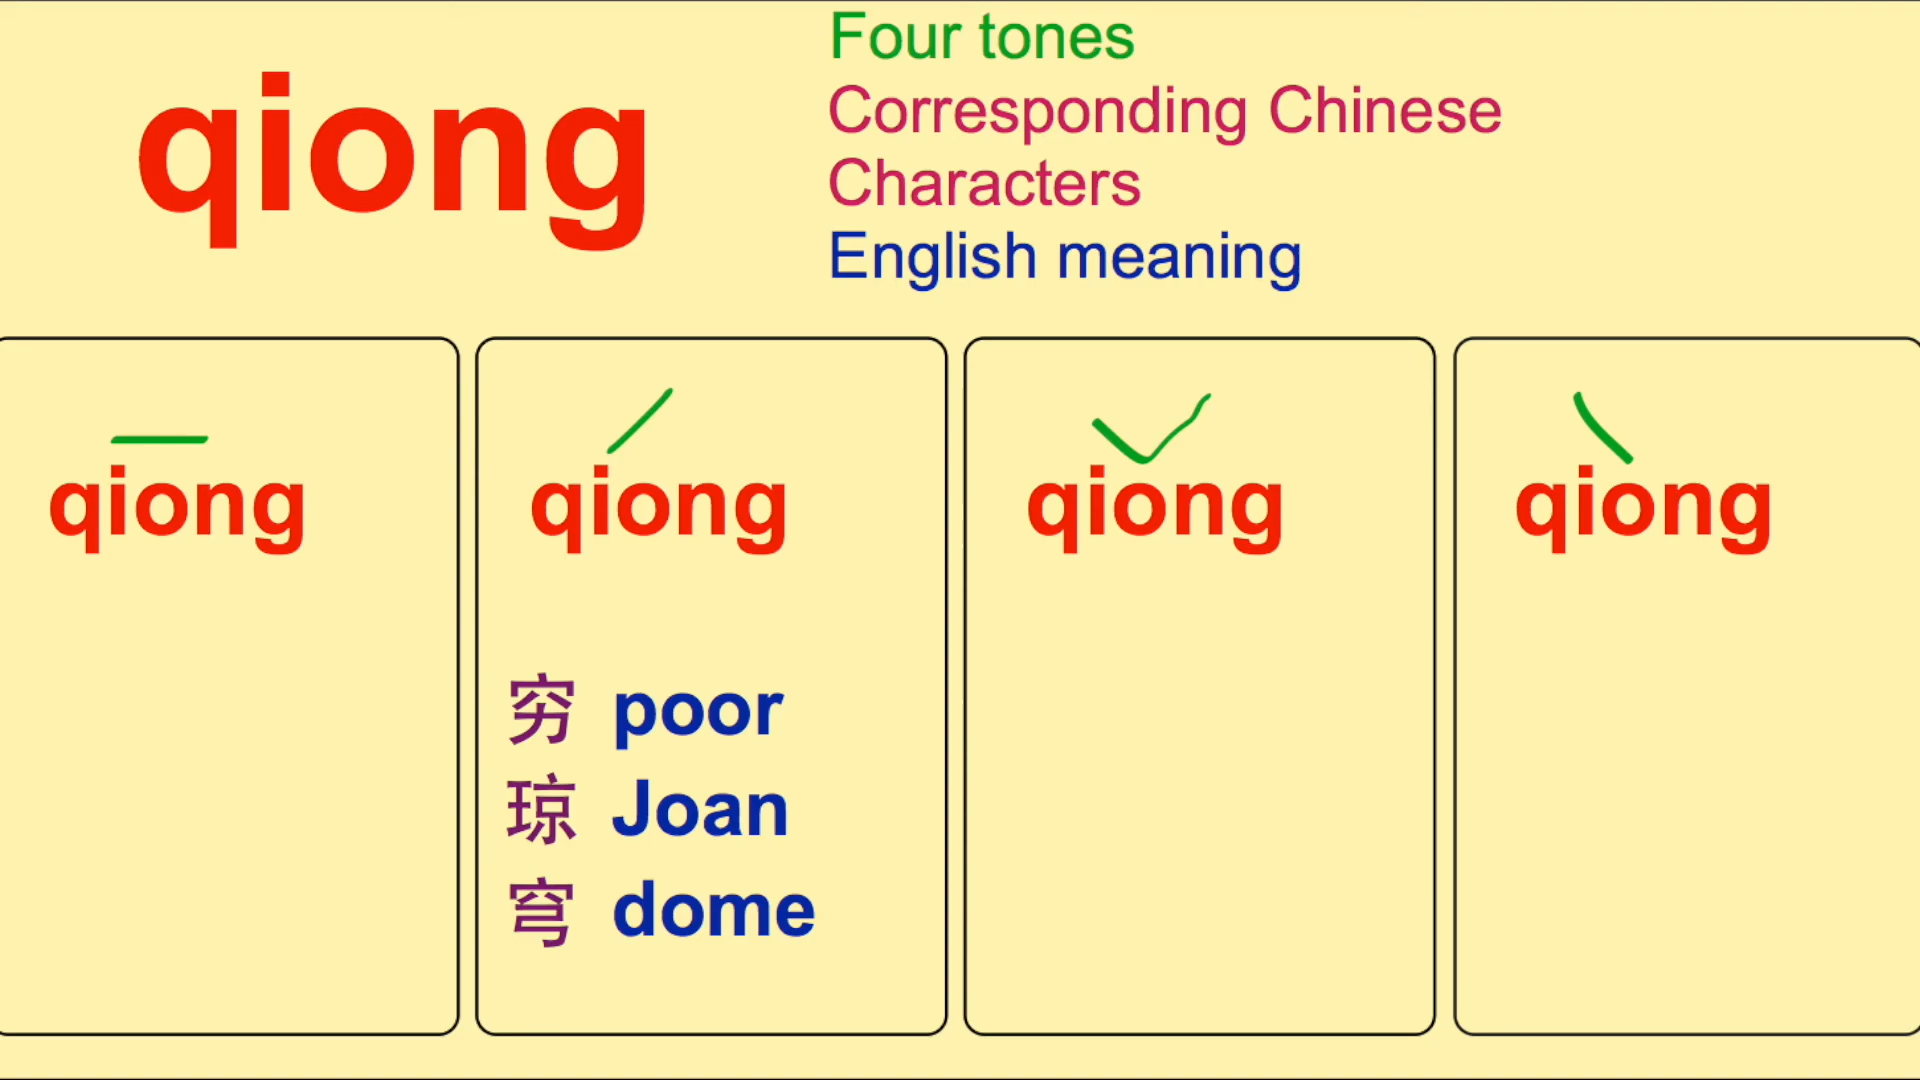 qiong
Four tones
Corresponding Chinese
Characters
English meaning
qiong
qiong
穷 poor
琼 Joan
穹 dome
qiong
qiong